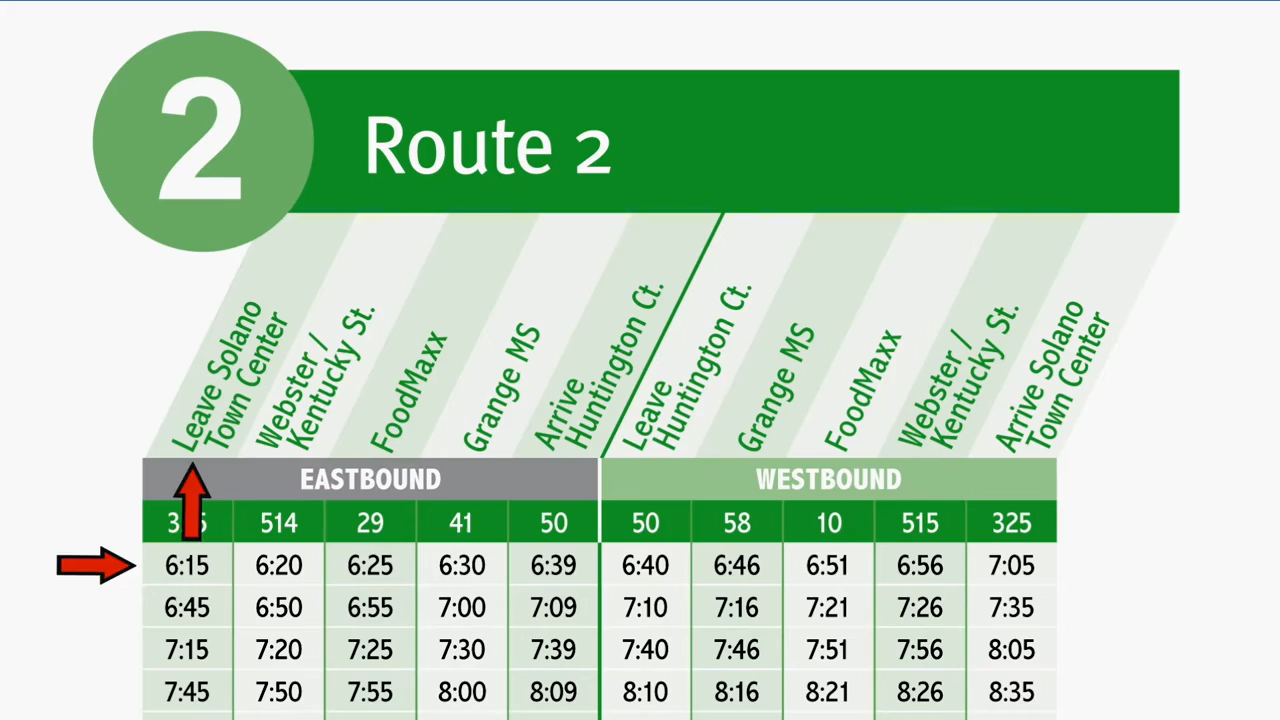 2
Route 2
Leave Solano
Town Center
Webster /
Kentucky St.
FoodMaxx
Grange MS
Arrive
Huntington Ct.
Leave
Huntington Ct.
Grange MS
FoodMaxx
Webster /
Kentucky St.
Arrive Solano
Town Center
EASTBOUND WESTBOUND
514 29 41 50 50 58 10 515 325
6:15 6:20 6:25 6:30 6:39 6:40 6:46 6:51 6:56 7:05
6:45 6:50 6:55 7:00 7:09 7:10 7:16 7:21 7:26 7:35
7:15 7:20 7:25 7:30 7:39 7:40 7:46 7:51 7:56 8:05
7:45 7:50 7:55 8:00 8:09 8:10 8:16 8:21 8:26 8:35